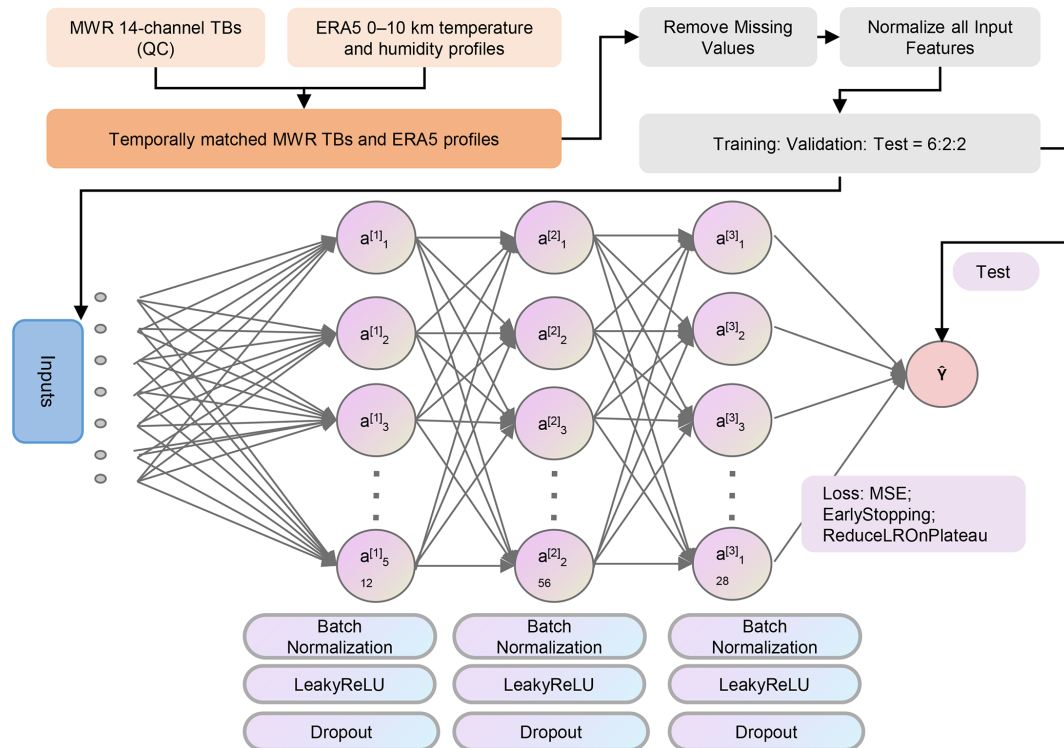 MWR 14-channel TBs
(QC)
ERA5 0–10 km temperature
and humidity profiles
Remove Missing
Values
Normalize all Input
Features
Temporally matched MWR TBs and ERA5 profiles
Training: Validation: Test = 6:2:2
Test
Inputs
a[1]1
a[2]1
a[3]1
a[1]2
a[2]2
a[3]2
Ŷ
a[1]3
a[2]3
a[3]3
Loss: MSE;
EarlyStopping;
ReduceLROnPlateau
a[1]5
12
a[2]2
56
a[3]1
28
Batch
Normalization
Batch
Normalization
Batch
Normalization
LeakyReLU
LeakyReLU
LeakyReLU
Dropout
Dropout
Dropout